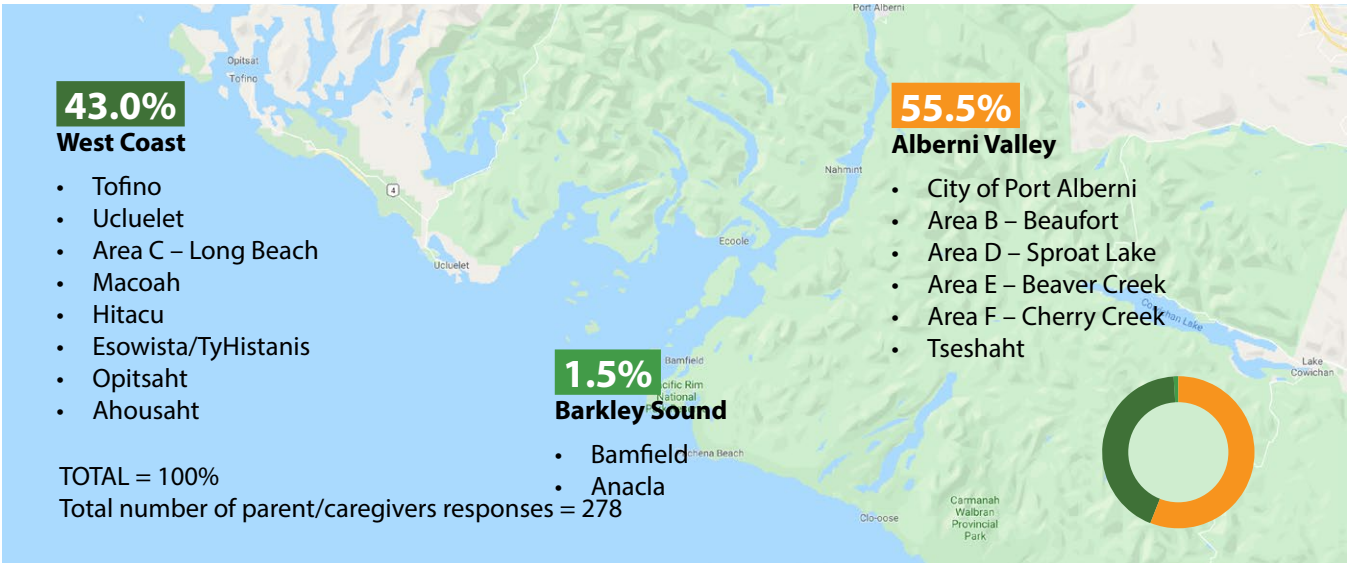 Port Alberni
Opitsat
Tofino
43.0%
West Coast
• Tofino
• Ucluelet
• Area C – Long Beach
• Macoah
• Hitacu
• Esowista/TyHistanis
• Opitsaht
• Ahousaht
TOTAL = 100%
Total number of parent/caregivers responses = 278
4
Ucluelet
Nahmint
Ecoole
Bamfield
1.5%
Barkley Sound
• Bamfield
• Anacla
National
Beach
Clo-oose
Carmanah
Walbran
Provincial
Park
55.5%
Alberni Valley
• City of Port Alberni
• Area B – Beaufort
• Area D – Sproat Lake
• Area E – Beaver Creek
• Area F – Cherry Creek
• Tseshaht
Lake
Lake
Cowichan